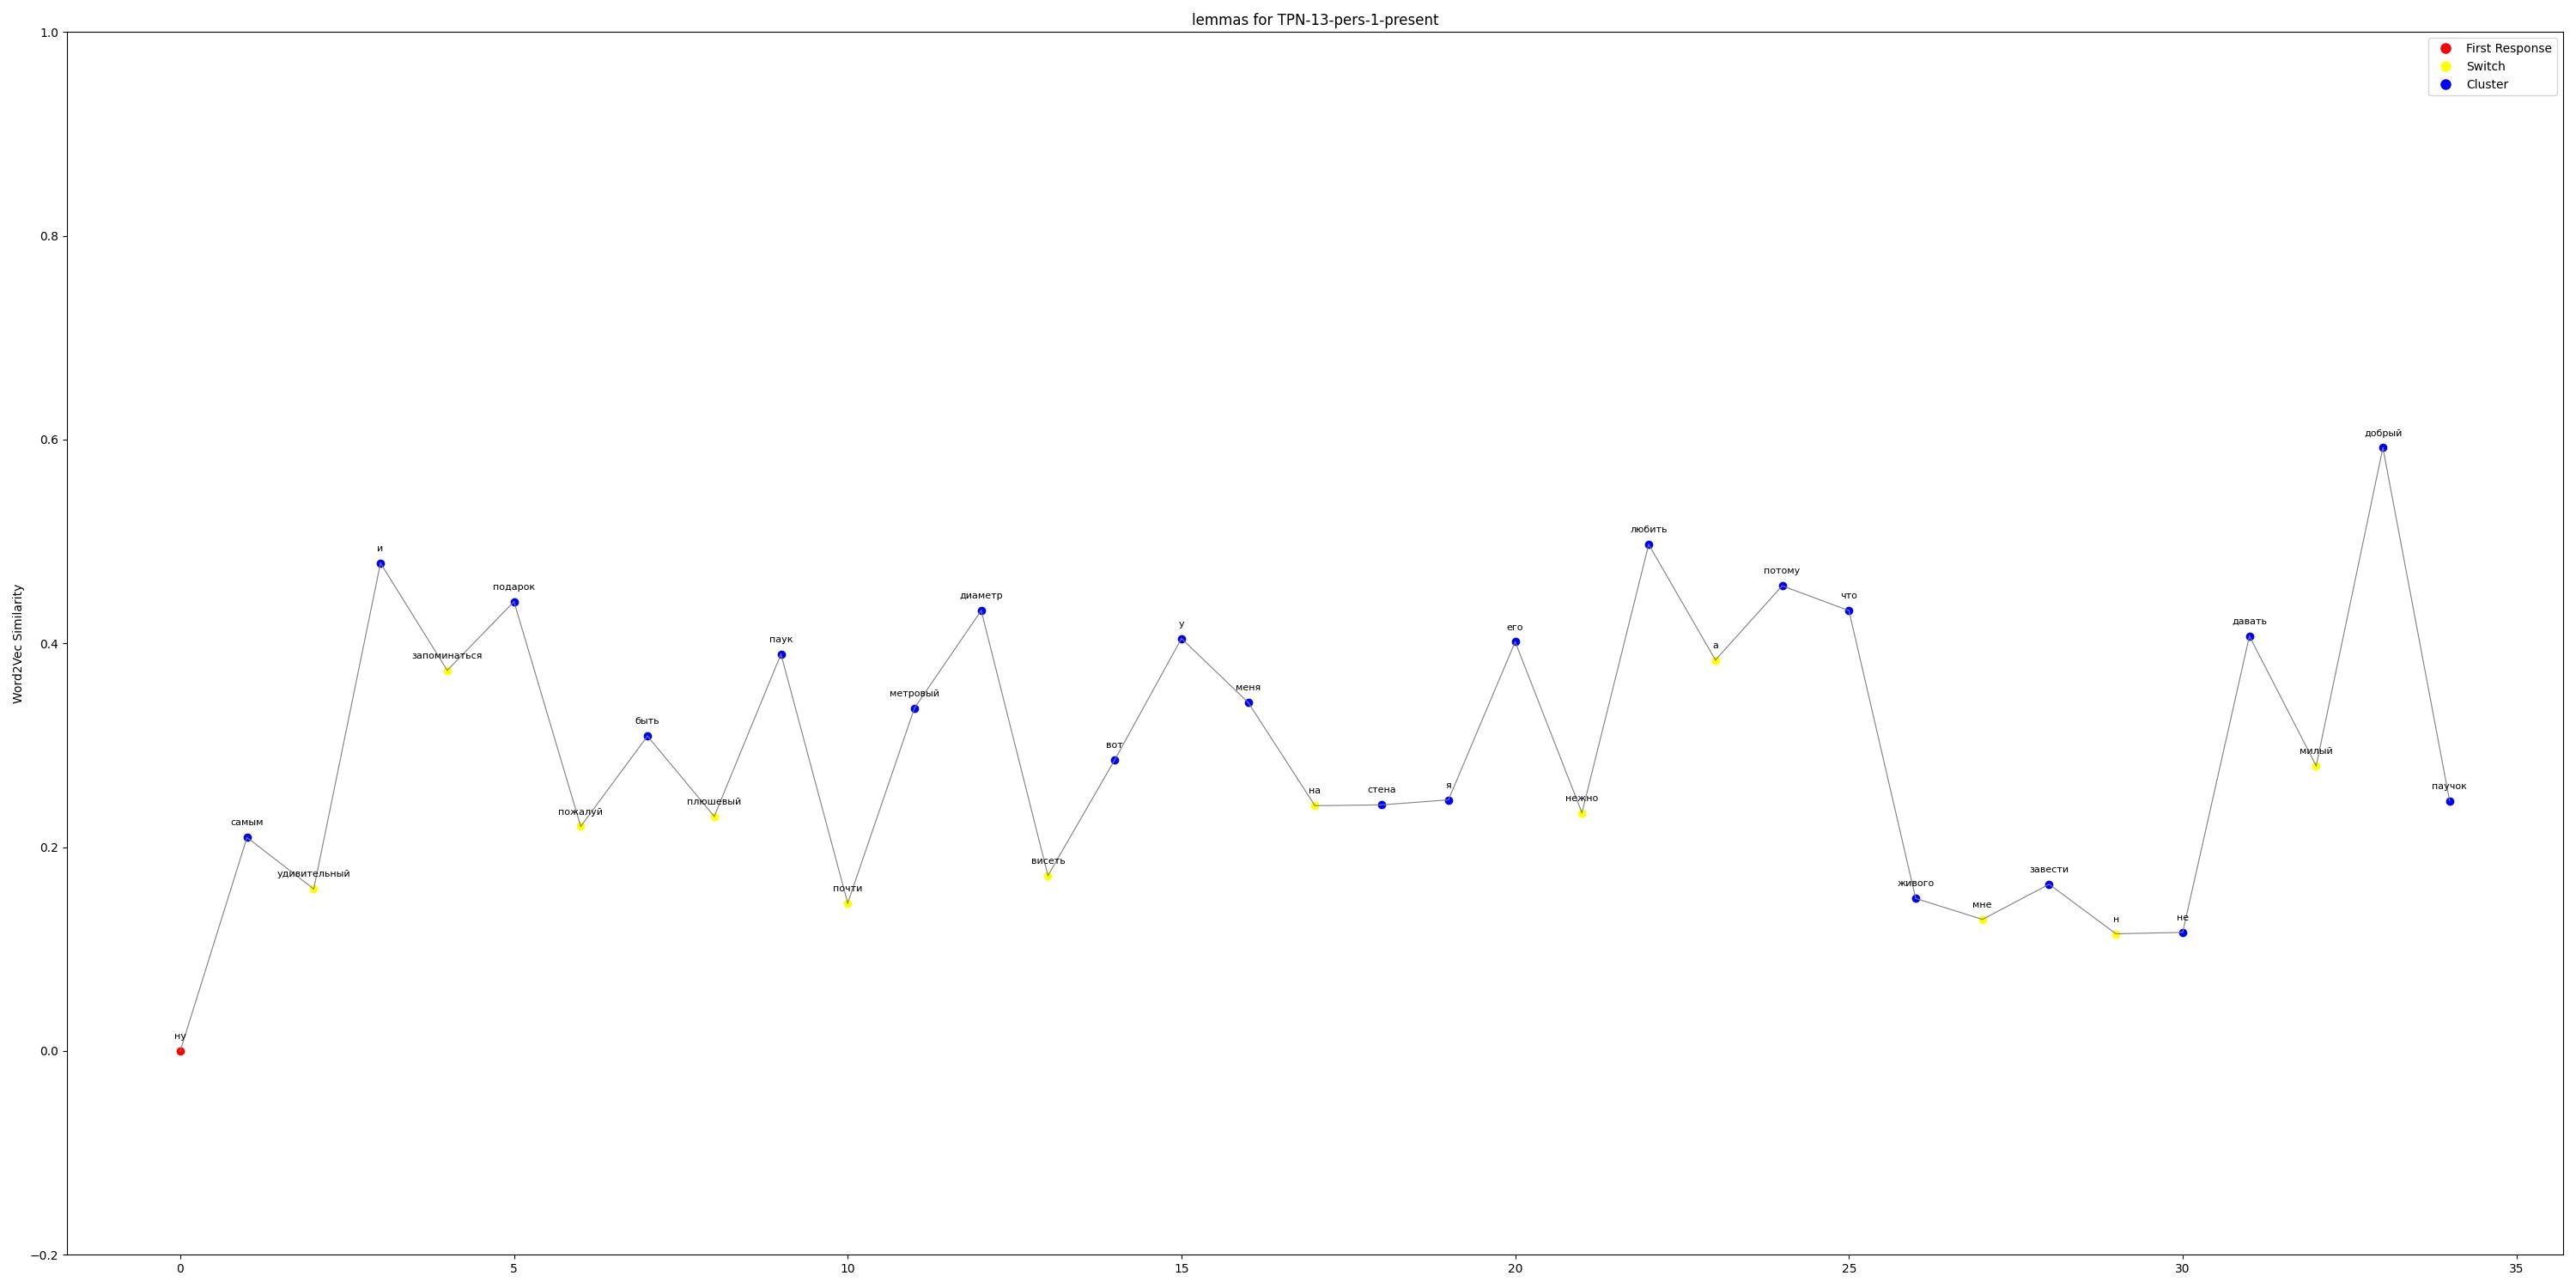 lemmas for TPN-13-pers-1-present
First Response
Switch
Cluster
Word2Vec Similarity
1.0
0.8
0.6
0.4
0.2
0.0
−0.2
ну
самым
удивительный
и
запоминаться
подарок
пожалуй
быть
плюшевый
паук
почти
метровый
диаметр
висеть
вот
у
меня
на
стена
я
его
нежно
любить
а
потому
что
живого
мне
завести
н
не
давать
милый
добрый
паучок
0 5 10 15 20 25 30 35